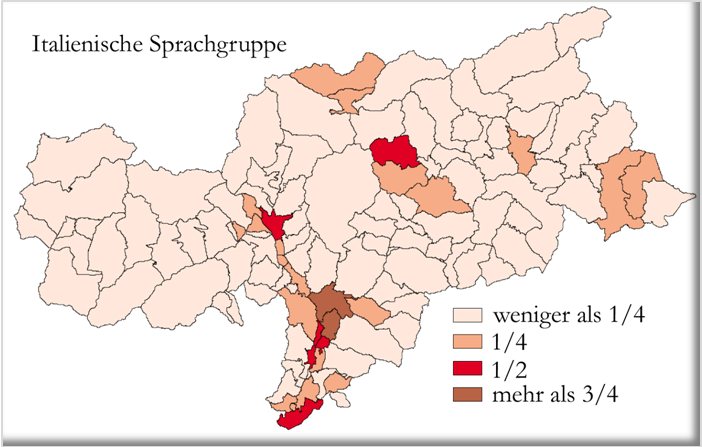 Italienische Sprachgruppe
weniger als 1/4
1/4
1/2
mehr als 3/4